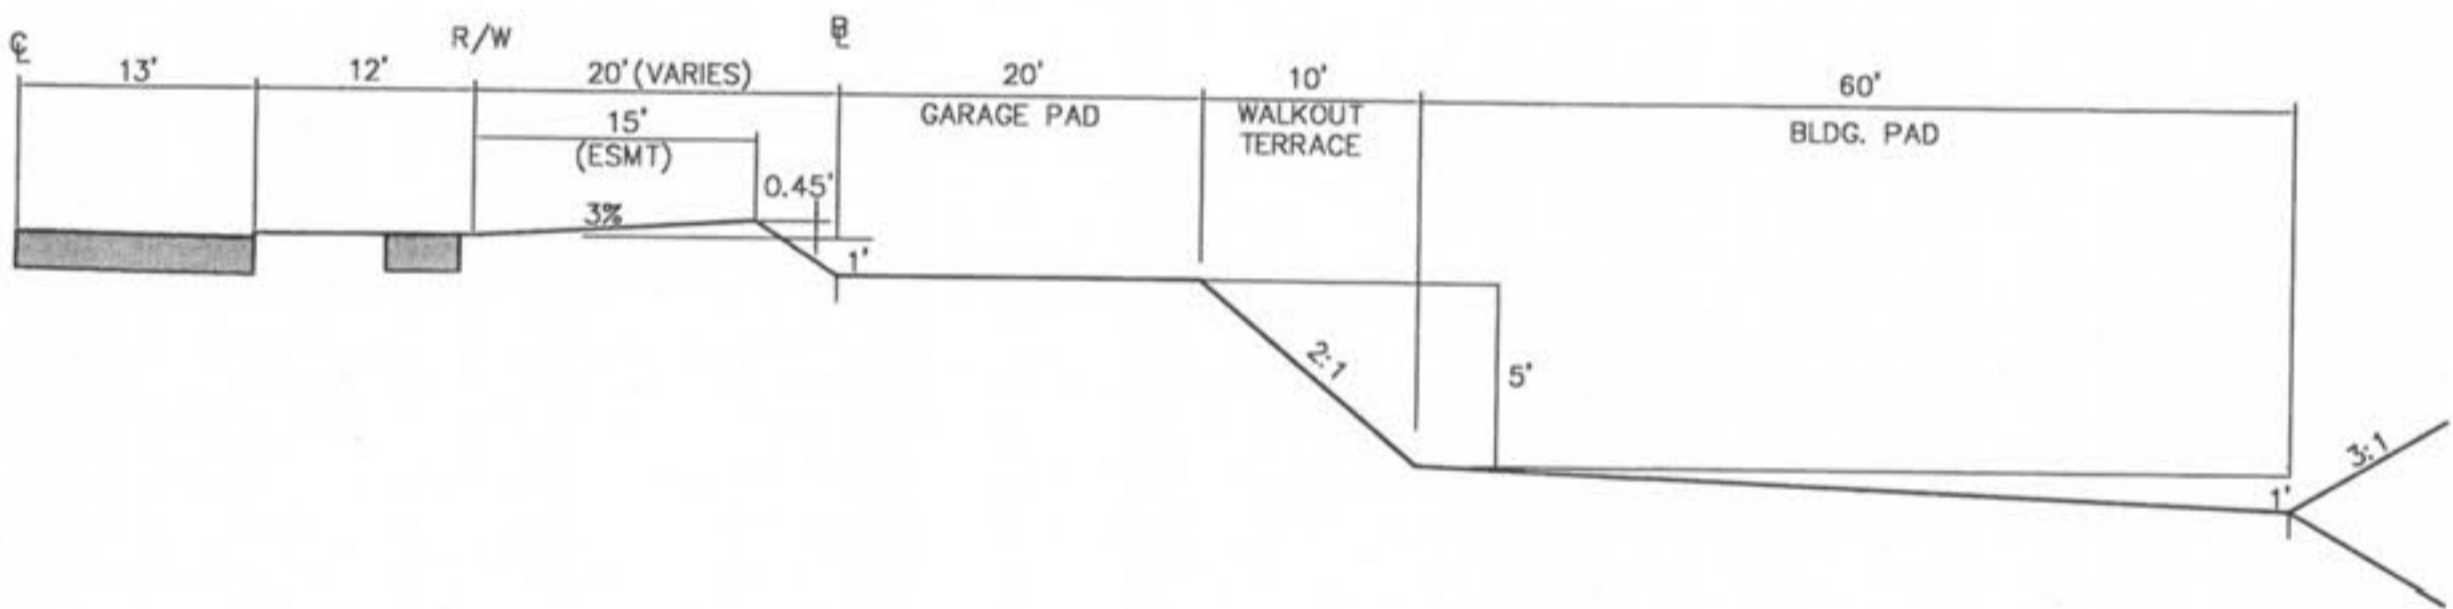 ℄
R/W
BL
13'
12'
20' (VARIES)
20'
10'
60'
15'
(ESMT)
GARAGE PAD
WALKOUT
TERRACE
BLDG. PAD
0.45'
3%
1'
2:1
5'
3:1
1'